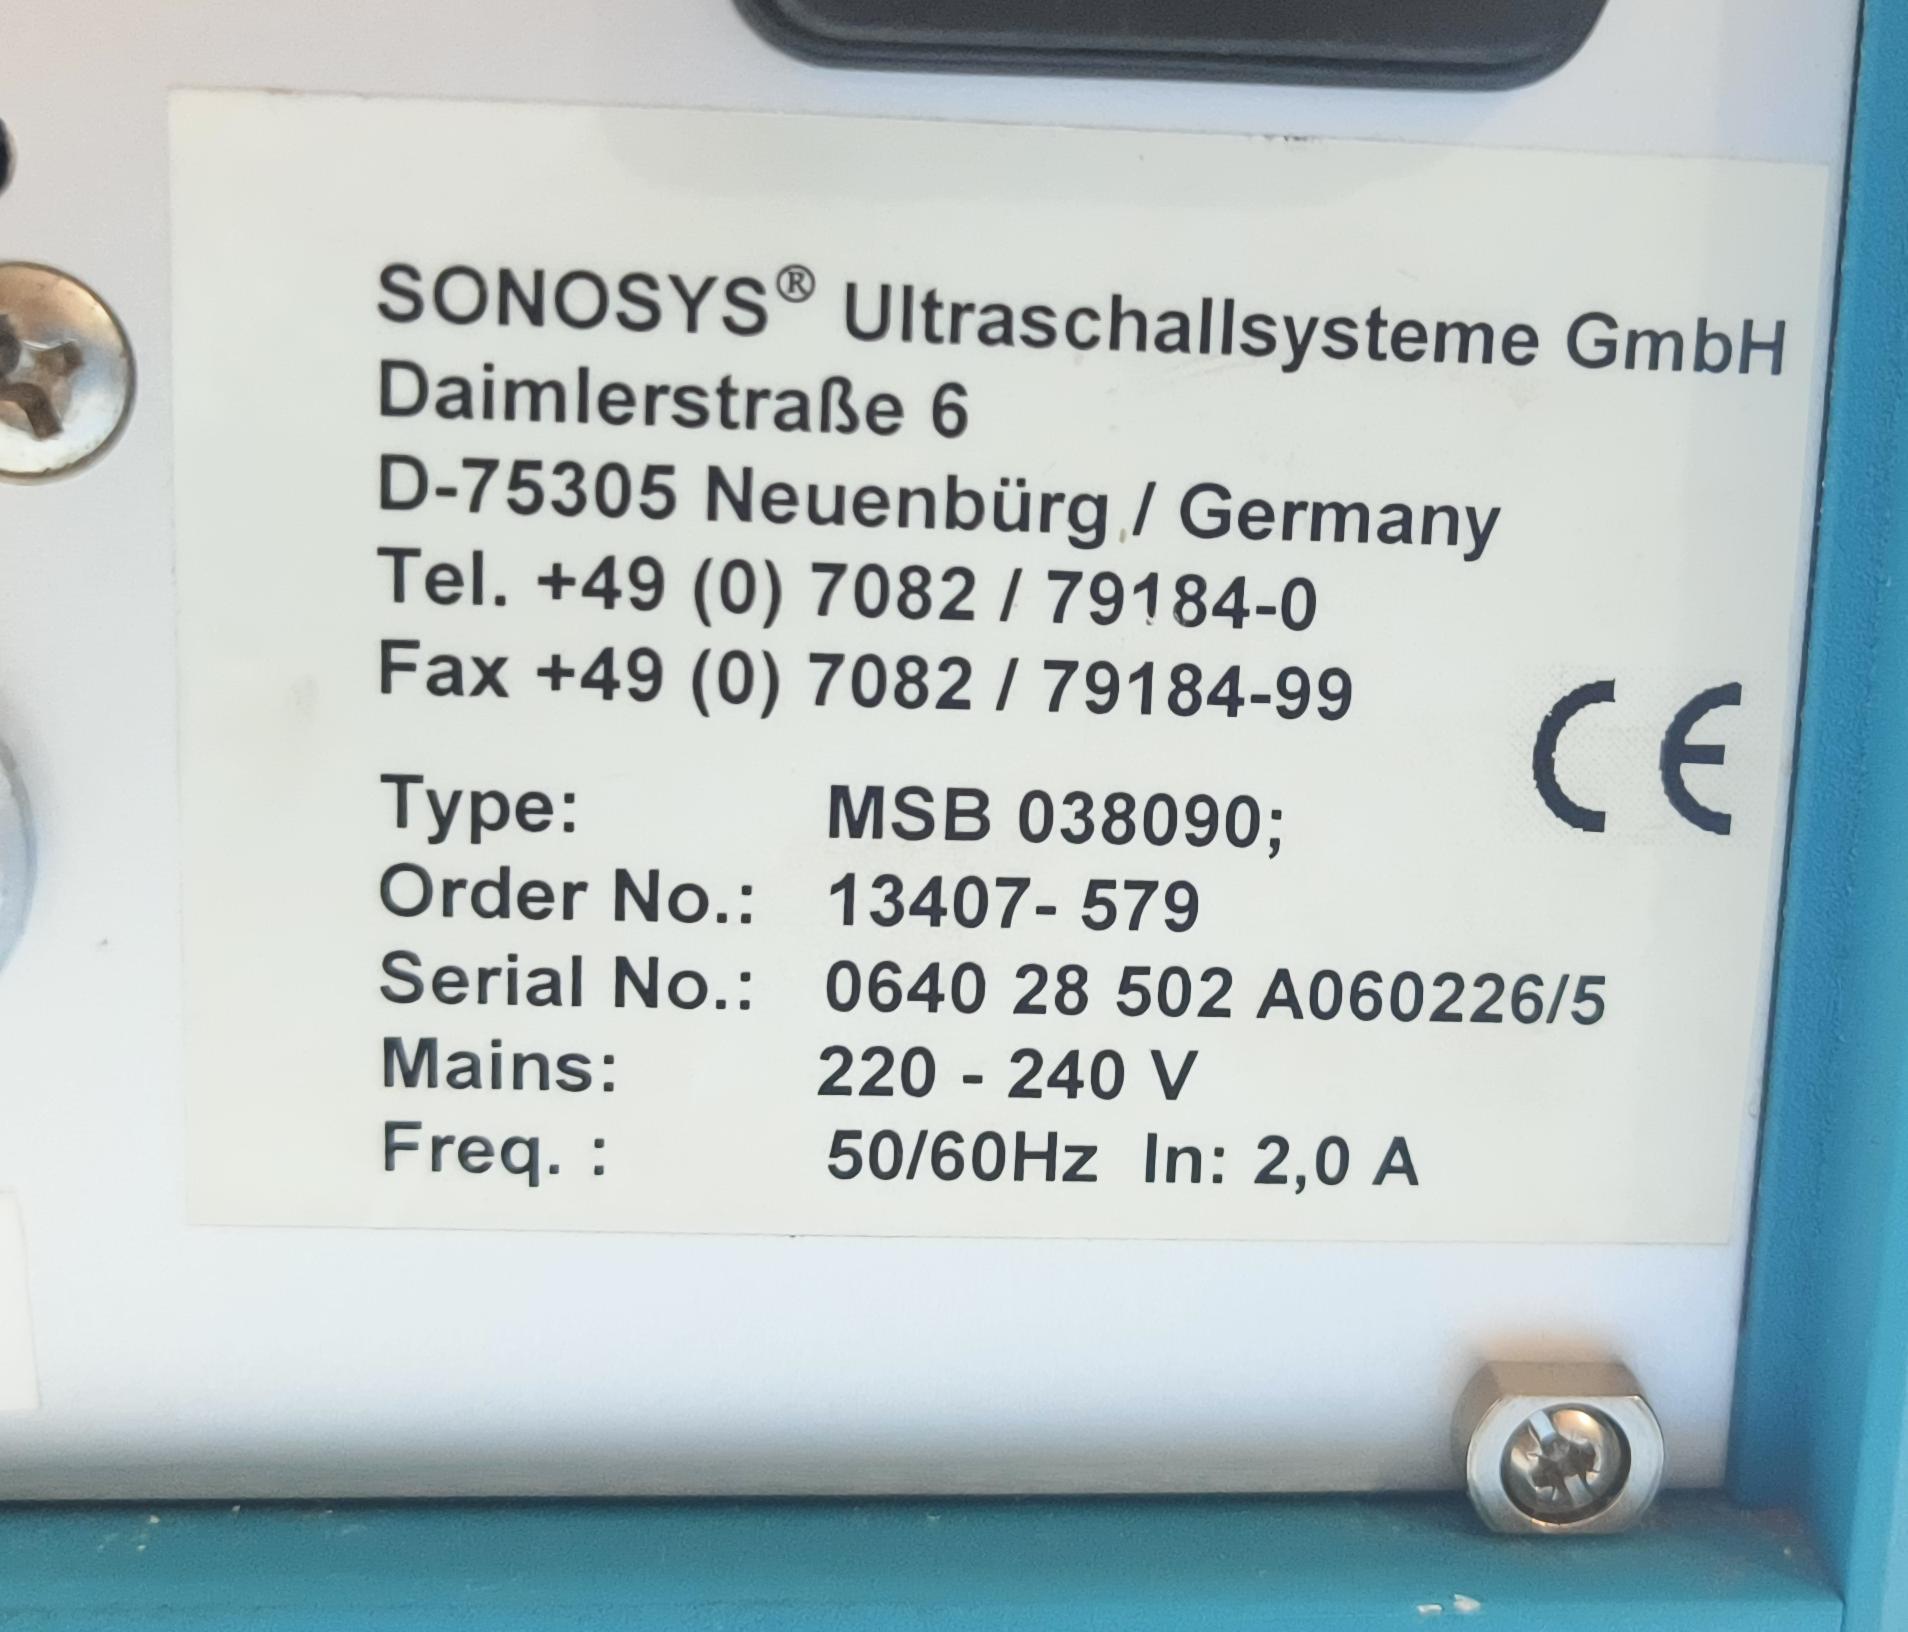 SONOSYS® Ultraschallsysteme GmbH
Daimlerstraße 6
D-75305 Neuenbürg / Germany
Tel. +49 (0) 7082 / 79184-0
Fax +49 (0) 7082 / 79184-99
CE
Type: MSB 038090;
Order No.: 13407- 579
Serial No.: 0640 28 502 A060226/5
Mains: 220 - 240 V
Freq. : 50/60Hz In: 2,0 A